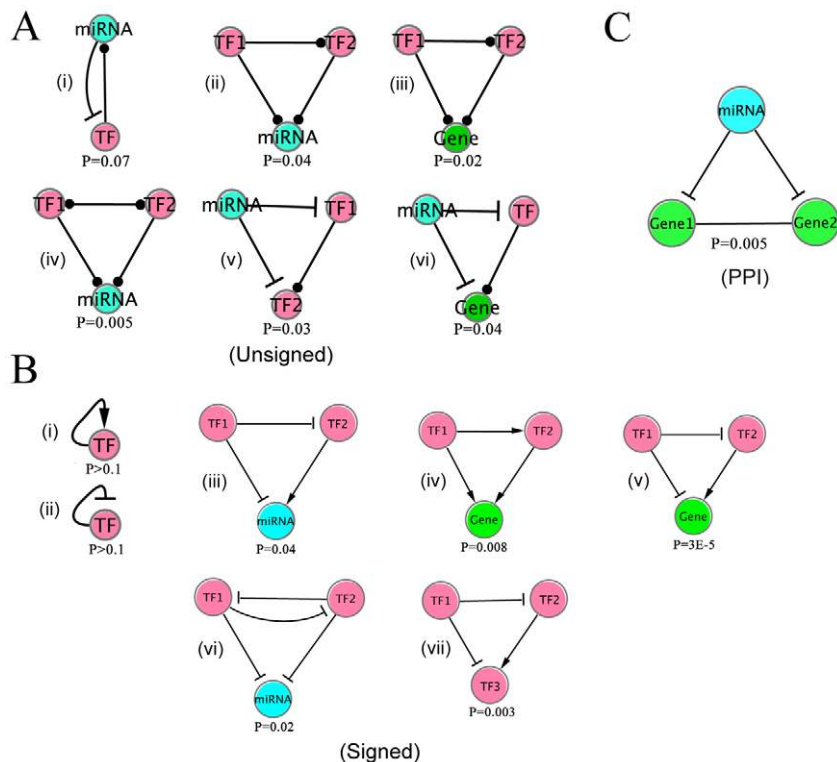 A
miRNA
(i)
TF
P=0.07
TF1 TF2
(ii)
miRNA
P=0.04
TF1 TF2
(iii)
Gene
P=0.02
TF1 TF2
(iv)
miRNA
P=0.005
miRNA TF1
(v)
TF2
P=0.03
miRNA TF
(vi)
Gene
P=0.04
(Unsigned)
C
miRNA
Gene1 Gene2
P=0.005
(PPI)
B
(i)
TF
P>0.1
(ii)
TF
P>0.1
TF1 TF2
(iii)
miRNA
P=0.04
TF1 TF2
(iv)
Gene
P=0.008
TF1 TF2
(v)
Gene
P=3E-5
TF1 TF2
(vi)
miRNA
P=0.02
TF1 TF2
(vii)
TF3
P=0.003
(Signed)